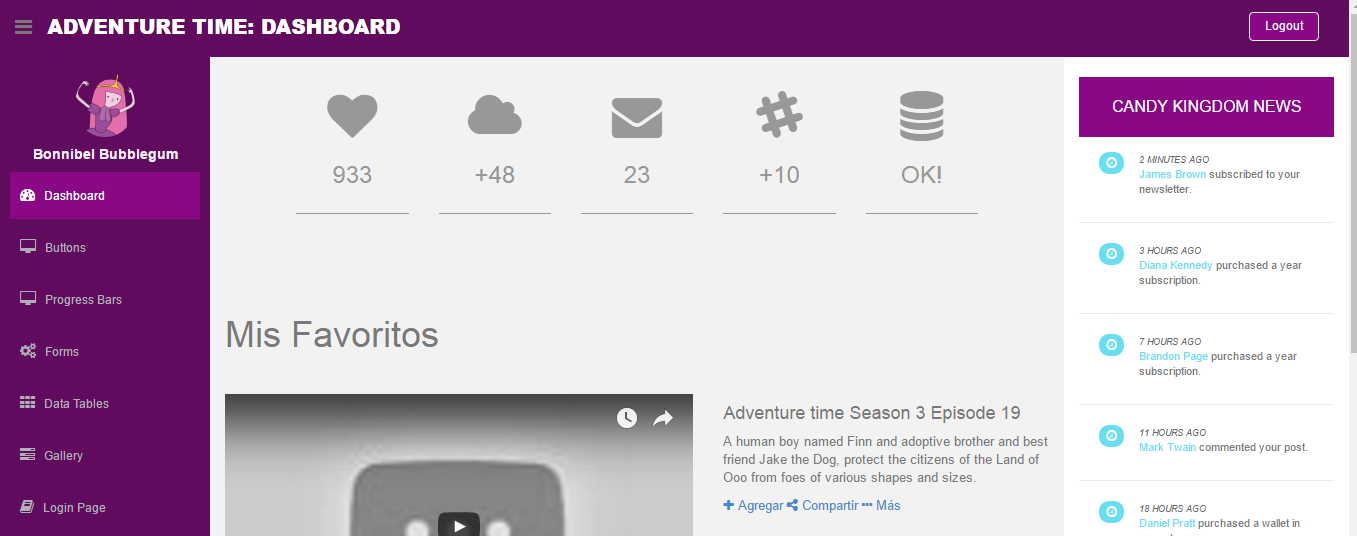 ADVENTURE TIME: DASHBOARD
Logout
Bonnibel Bubblegum
Dashboard
Buttons
Progress Bars
Forms
Data Tables
Gallery
Login Page
933
+48
23
+10
OK!
Mis Favoritos
Adventure time Season 3 Episode 19
A human boy named Finn and adoptive brother and best
friend Jake the Dog, protect the citizens of the Land of
Ooo from foes of various shapes and sizes.
Agregar Compartir Más
CANDY KINGDOM NEWS
2 MINUTES AGO
James Brown subscribed to your
newsletter.
3 HOURS AGO
Diana Kennedy purchased a year
subscription.
7 HOURS AGO
Brandon Page purchased a year
subscription.
11 HOURS AGO
Mark Twain commented your post.
18 HOURS AGO
Daniel Pratt purchased a wallet in